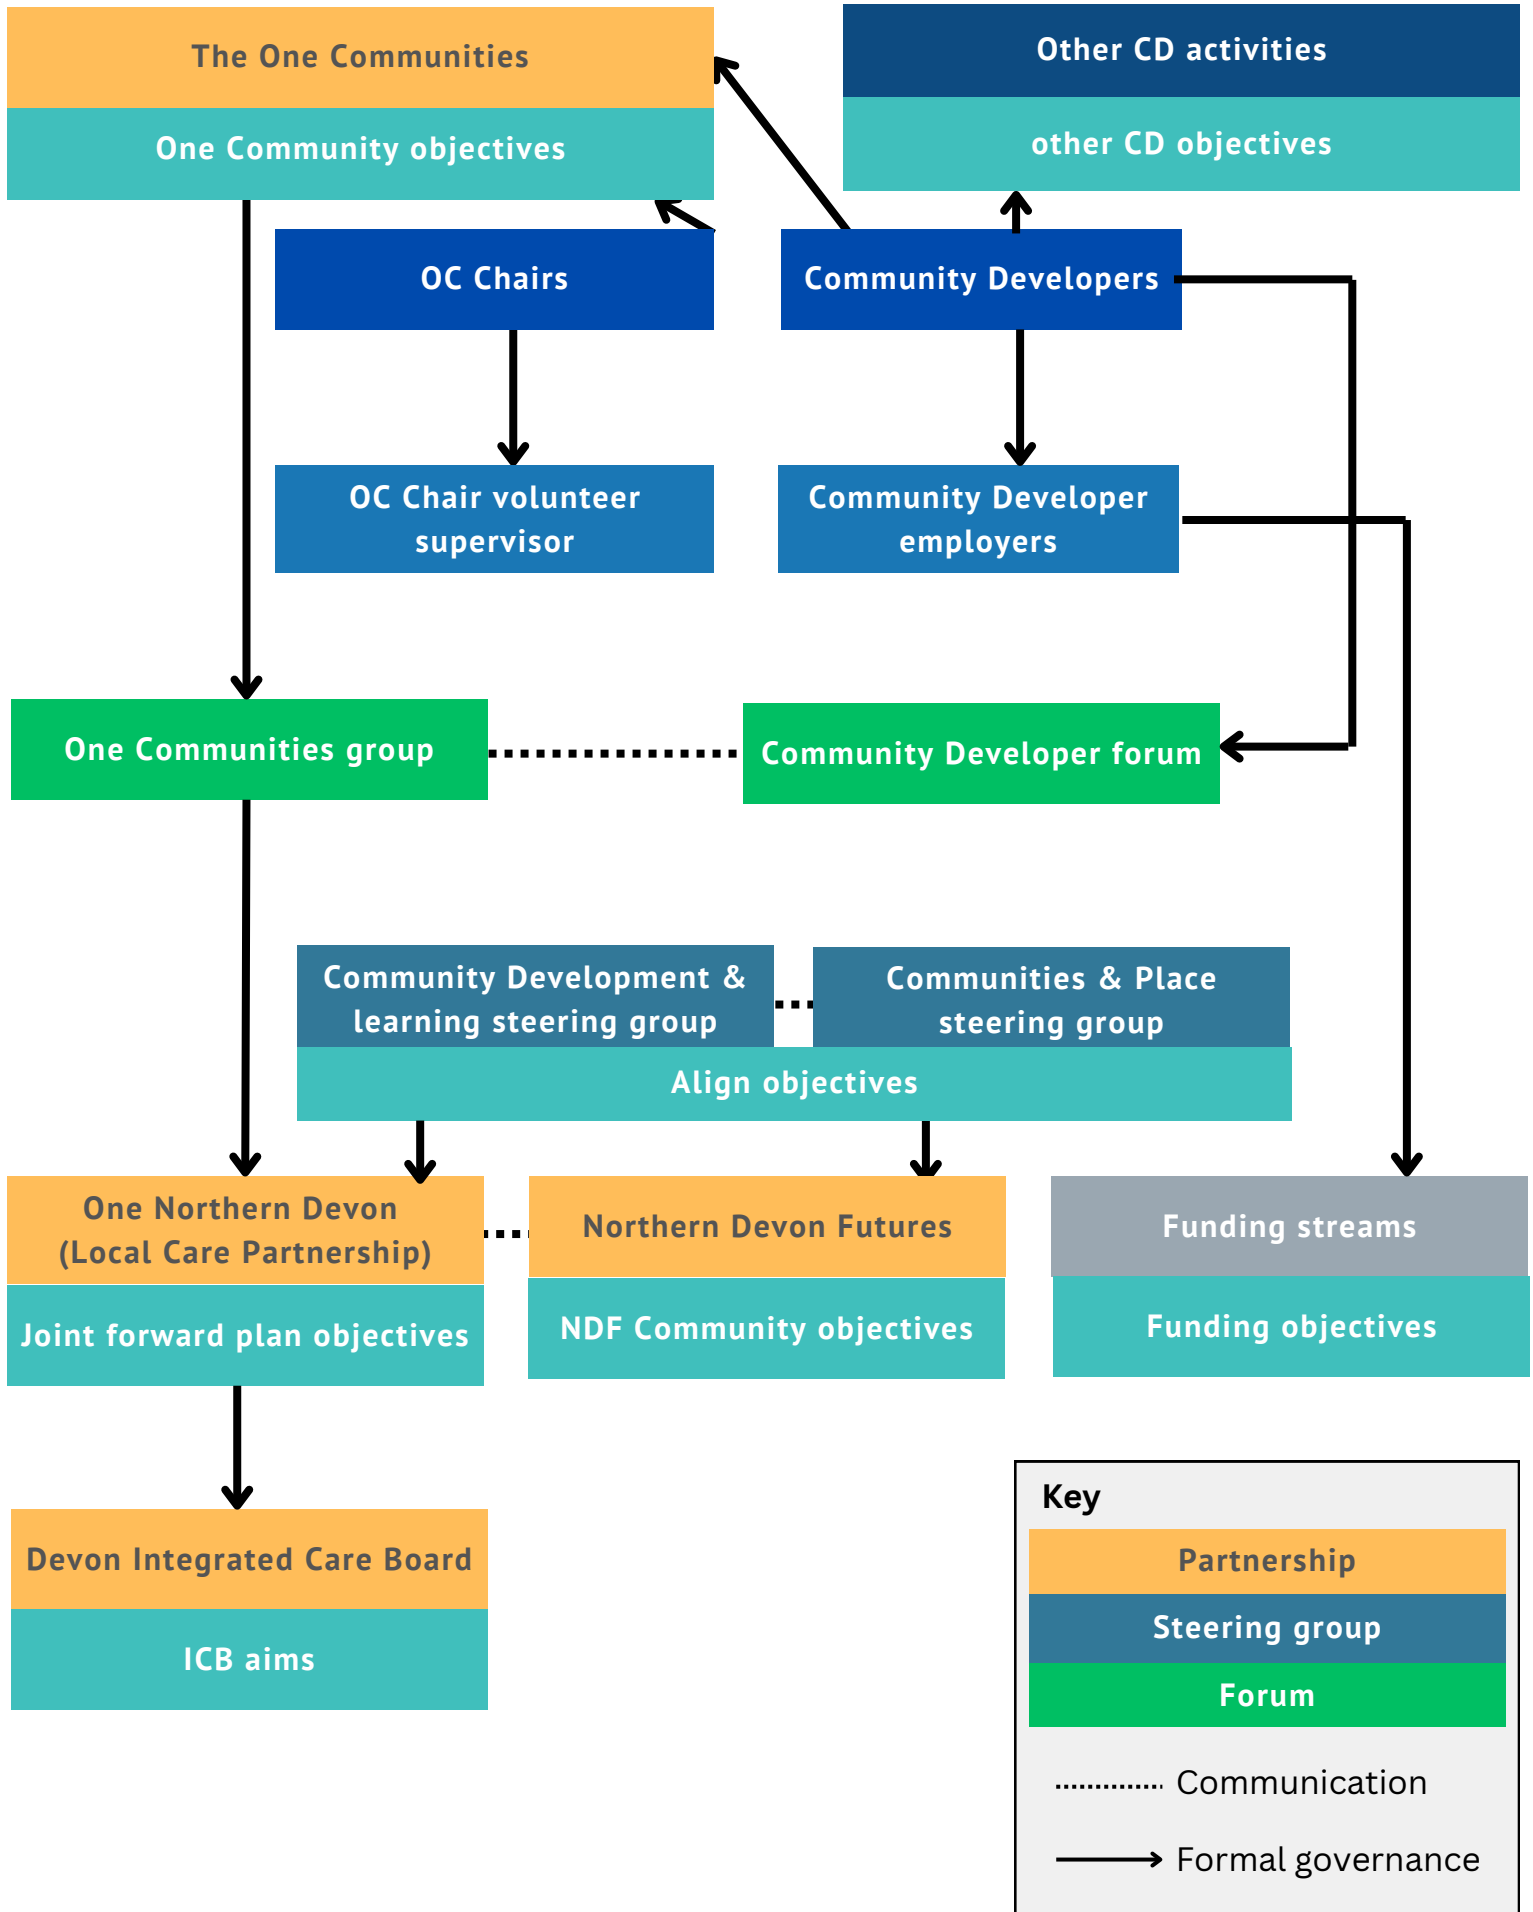 The One Communities
One Community objectives
Other CD activities
other CD objectives
OC Chairs
Community Developers
OC Chair volunteer
supervisor
Community Developer
employers
One Communities group
Community Developer forum
Community Development &
learning steering group
Communities & Place
steering group
Align objectives
One Northern Devon
(Local Care Partnership)
Joint forward plan objectives
Northern Devon Futures
NDF Community objectives
Funding streams
Funding objectives
Devon Integrated Care Board
ICB aims
Key
Partnership
Steering group
Forum
Communication
Formal governance